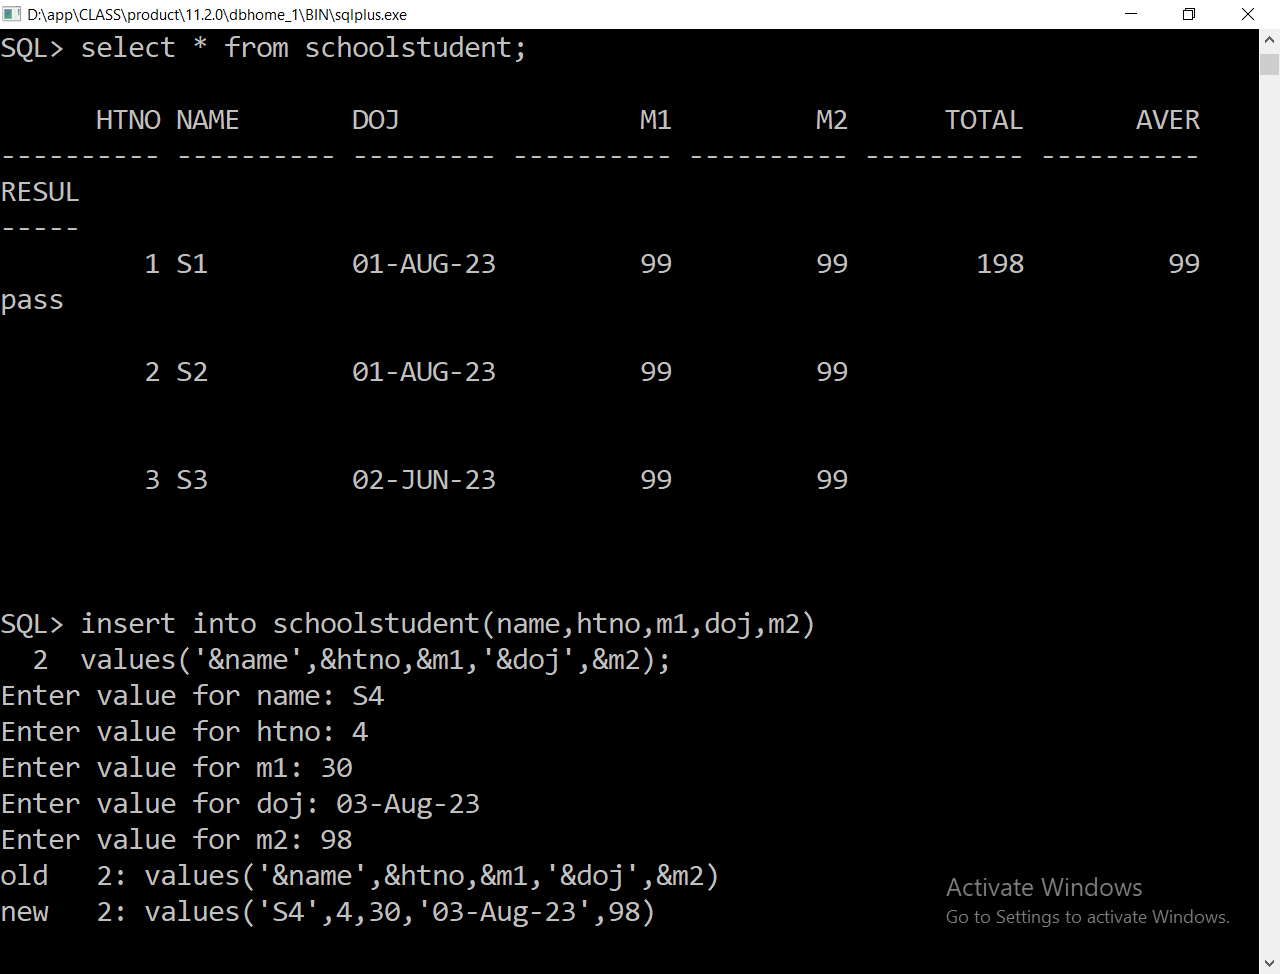 D:\app\CLASS\product\11.2.0\dbhome_1\BIN\sqlplus.exe
SQL> select * from schoolstudent;
      HTNO NAME       DOJ               M1         M2      TOTAL       AVER
---------- ---------- --------- ---------- ---------- ---------- ----------
RESUL
-----
         1 S1         01-AUG-23         99         99        198         99
pass
         2 S2         01-AUG-23         99         99
         3 S3         02-JUN-23         99         99
SQL> insert into schoolstudent(name,htno,m1,doj,m2)
  2  values('&name',&htno,&m1,'&doj',&m2);
Enter value for name: S4
Enter value for htno: 4
Enter value for m1: 30
Enter value for doj: 03-Aug-23
Enter value for m2: 98
old   2: values('&name',&htno,&m1,'&doj',&m2)
new   2: values('S4',4,30,'03-Aug-23',98)
Activate Windows
Go to Settings to activate Windows.